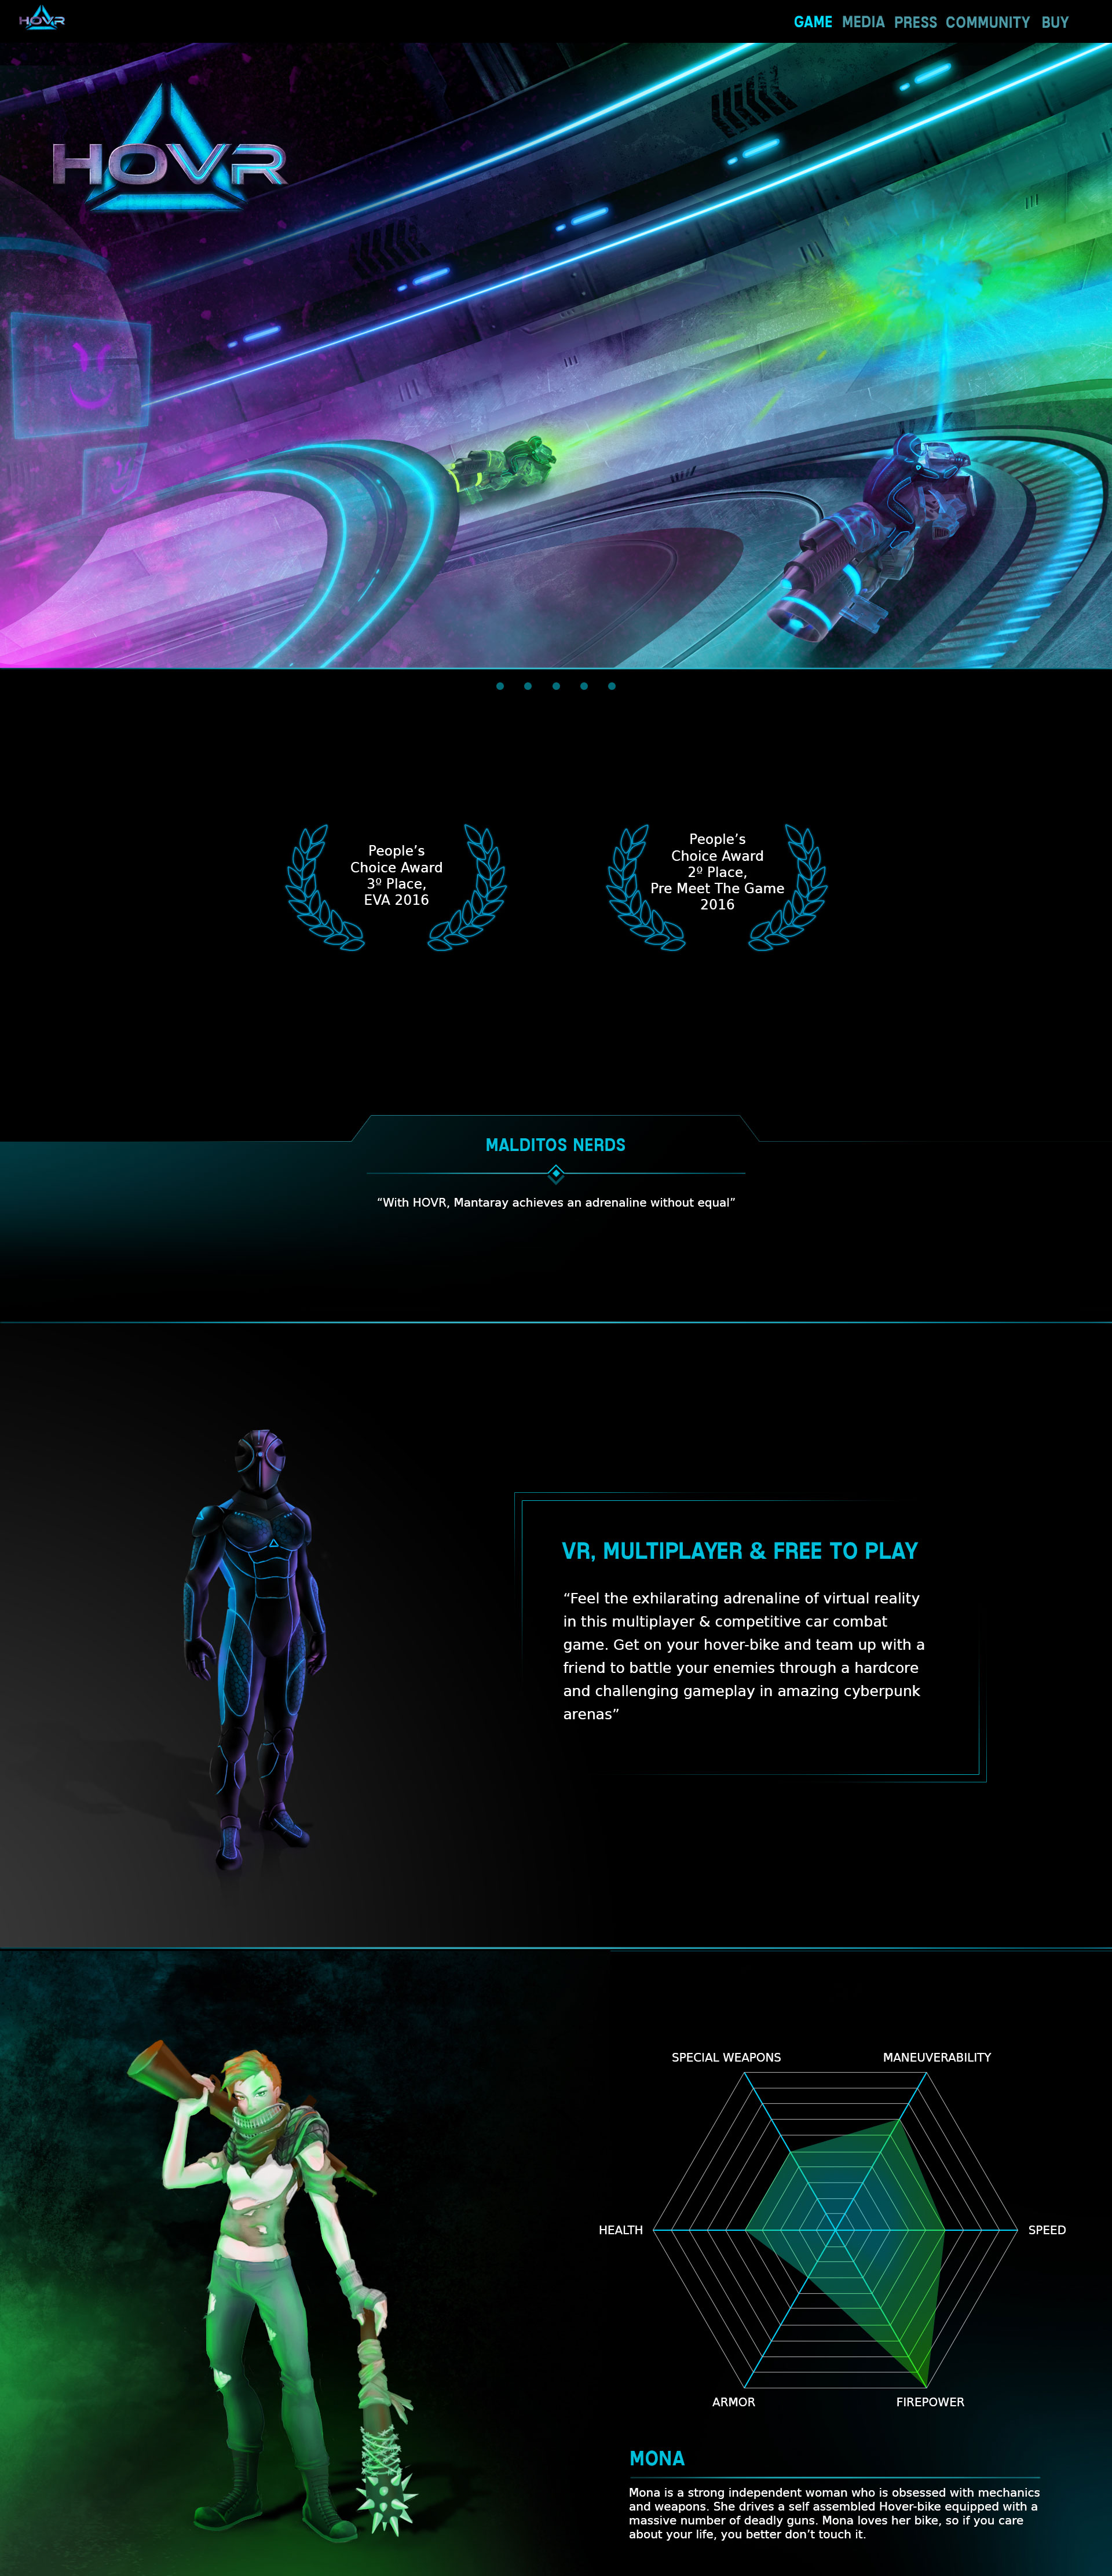 HOVR
GAME MEDIA PRESS COMMUNITY BUY
HOVR
People’s
Choice Award
3º Place,
EVA 2016
People’s
Choice Award
2º Place,
Pre Meet The Game
2016
MALDITOS NERDS
“With HOVR, Mantaray achieves an adrenaline without equal”
VR, MULTIPLAYER & FREE TO PLAY
“Feel the exhilarating adrenaline of virtual reality
in this multiplayer & competitive car combat
game. Get on your hover-bike and team up with a
friend to battle your enemies through a hardcore
and challenging gameplay in amazing cyberpunk
arenas”
SPECIAL WEAPONS
MANEUVERABILITY
HEALTH
SPEED
ARMOR
FIREPOWER
MONA
Mona is a strong independent woman who is obsessed with mechanics
and weapons. She drives a self assembled Hover-bike equipped with a
massive number of deadly guns. Mona loves her bike, so if you care
about your life, you better don’t touch it.